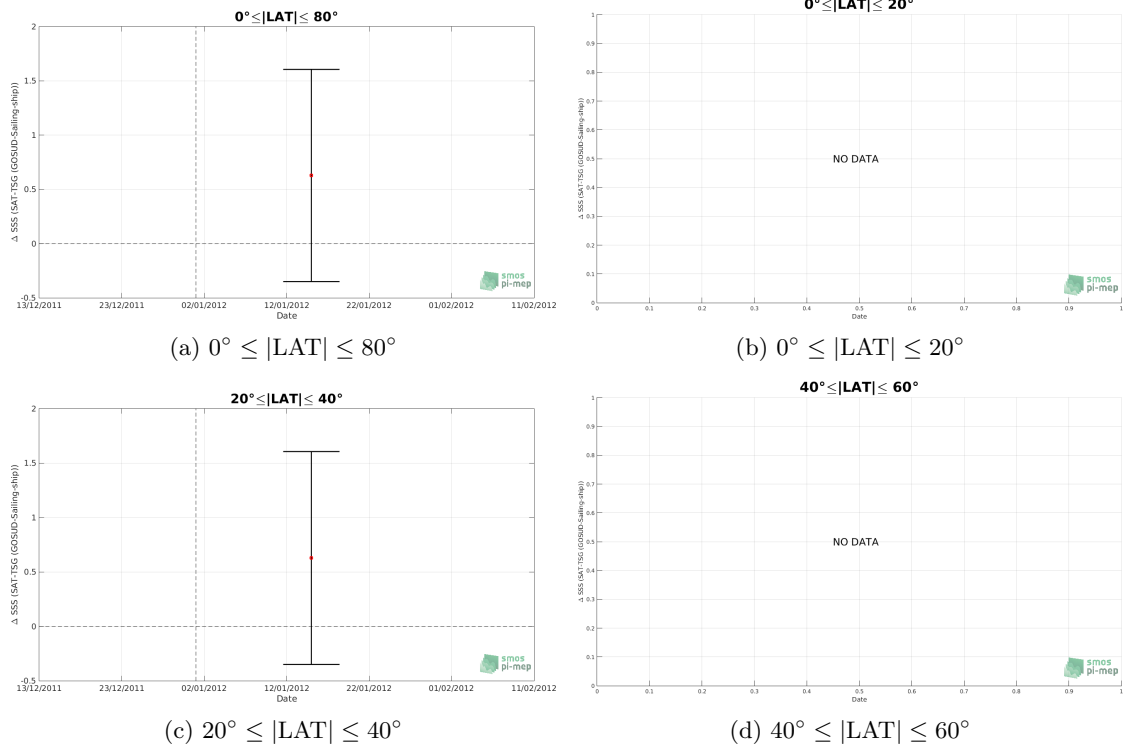 0°≤|LAT|≤ 80°
Δ SSS (SAT-TSG (GOSUD-Sailing-ship))
2
1.5
1
0.5
0
-0.5
13/12/2011 23/12/2011 02/01/2012 12/01/2012 22/01/2012 01/02/2012 11/02/2012
Date
smos
pi-mep
(a) 0° ≤ |LAT| ≤ 80°
0°≤|LAT|≤ 20°
Δ SSS (SAT-TSG (GOSUD-Sailing-ship))
1
0.9
0.8
0.7
0.6
0.5
0.4
0.3
0.2
0.1
0
NO DATA
0 0.1 0.2 0.3 0.4 0.5 0.6 0.7 0.8 0.9 1
Date
smos
pi-mep
(b) 0° ≤ |LAT| ≤ 20°
20°≤|LAT|≤ 40°
Δ SSS (SAT-TSG (GOSUD-Sailing-ship))
2
1.5
1
0.5
0
-0.5
13/12/2011 23/12/2011 02/01/2012 12/01/2012 22/01/2012 01/02/2012 11/02/2012
Date
smos
pi-mep
(c) 20° ≤ |LAT| ≤ 40°
40°≤|LAT|≤ 60°
Δ SSS (SAT-TSG (GOSUD-Sailing-ship))
1
0.9
0.8
0.7
0.6
0.5
0.4
0.3
0.2
0.1
0
NO DATA
0 0.1 0.2 0.3 0.4 0.5 0.6 0.7 0.8 0.9 1
Date
smos
pi-mep
(d) 40° ≤ |LAT| ≤ 60°